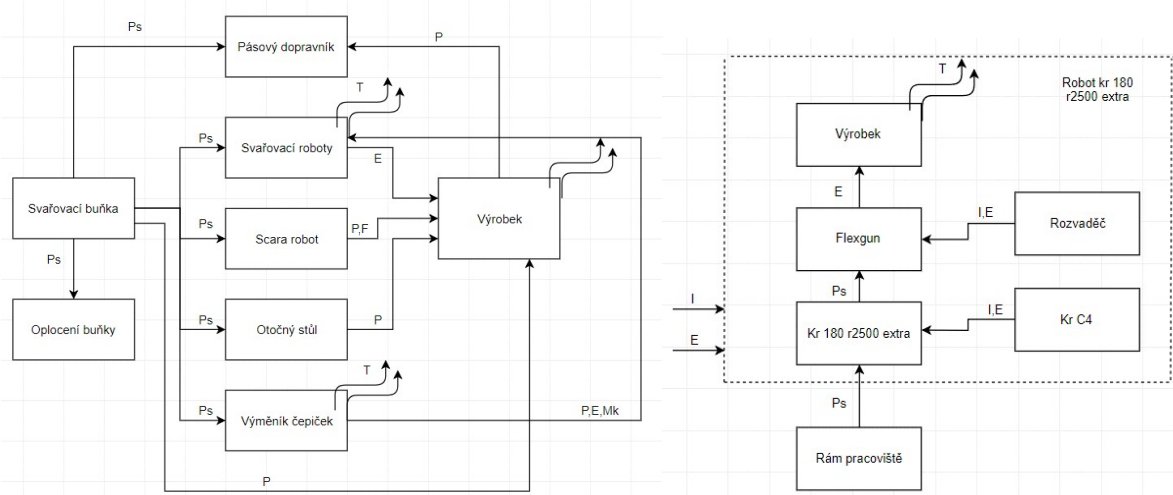 Ps
Pásový dopravník
P
T
Ps
Svařovací roboty
E
Svařovací buňka
Ps
Scara robot
P,F
Výrobek
Ps
Oplocení buňky
Ps
Otočný stůl
P
T
Ps
Výměník čepiček
P,E,Mk
P
T
Robot kr 180
r2500 extra
Výrobek
E
Flexgun
I,E
Rozvaděč
Ps
I
E
Kr 180 r2500 extra
I,E
Kr C4
Ps
Rám pracoviště